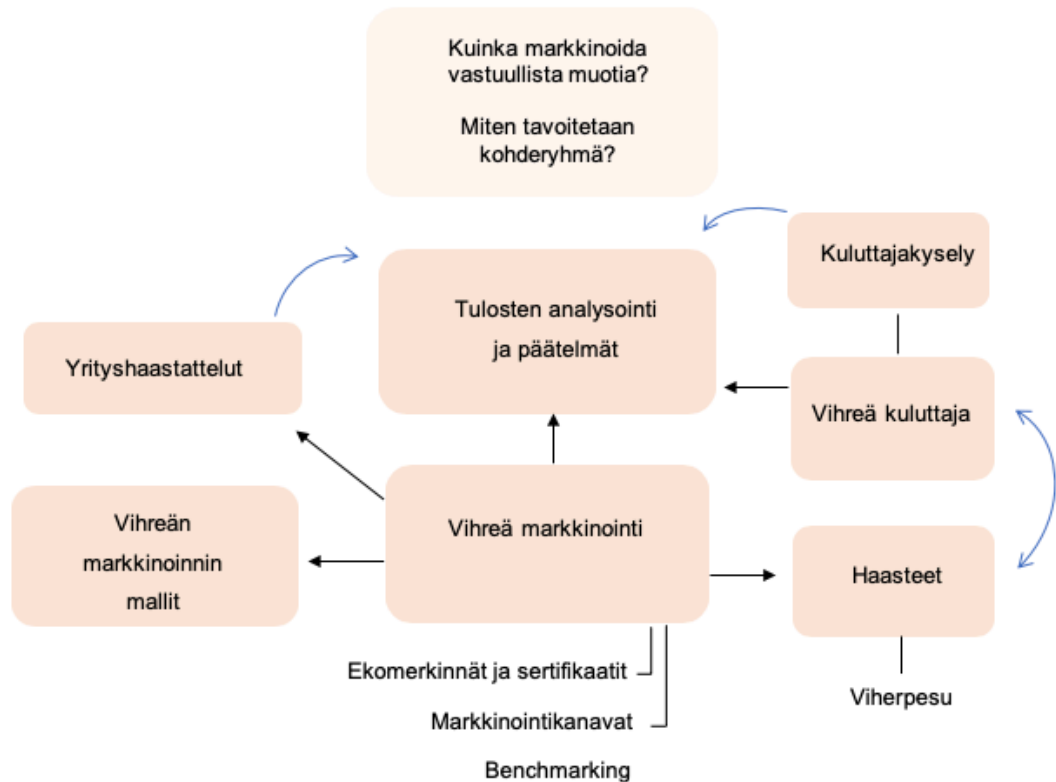 Kuinka markkinoida
vastuullista muotia?
Miten tavoitetaan
kohderyhmä?
Kuluttajakysely
Tulosten analysointi
ja päätelmät
Yrityshaastattelut
Vihreä kuluttaja
Vihreän
markkinoinnin
mallit
Vihreä markkinointi
Haasteet
Ekomerkinnät ja sertifikaatit
Viherpesu
Markkinointikanavat
Benchmarking